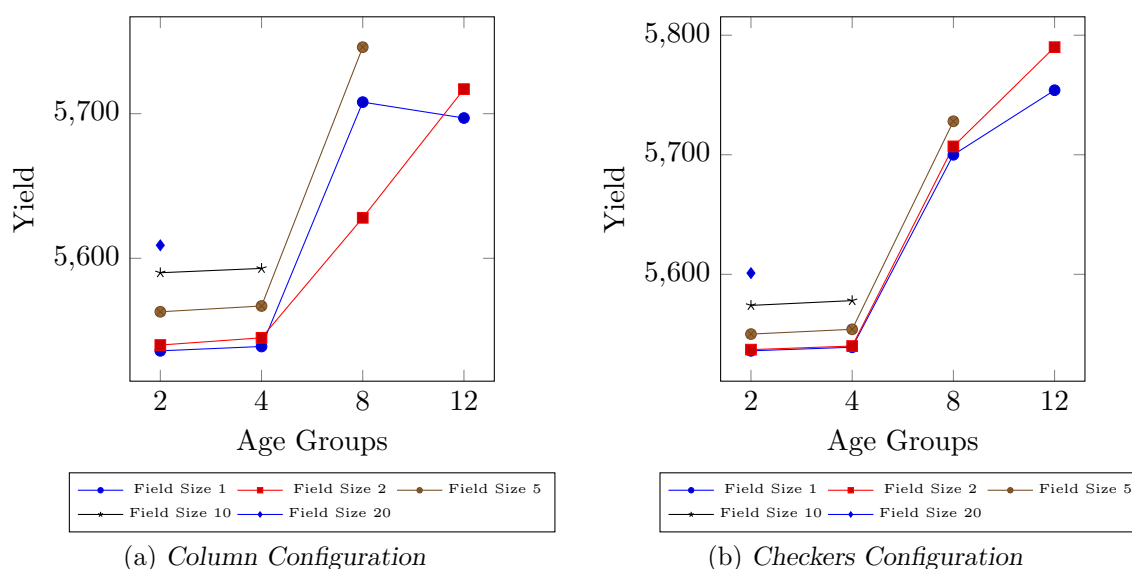 5,700
5,600
Yield
2 4 8 12
Age Groups
Field Size 1 Field Size 2 Field Size 5
Field Size 10 Field Size 20
(a) Column Configuration
5,800
5,700
5,600
Yield
2 4 8 12
Age Groups
Field Size 1 Field Size 2 Field Size 5
Field Size 10 Field Size 20
(b) Checkers Configuration